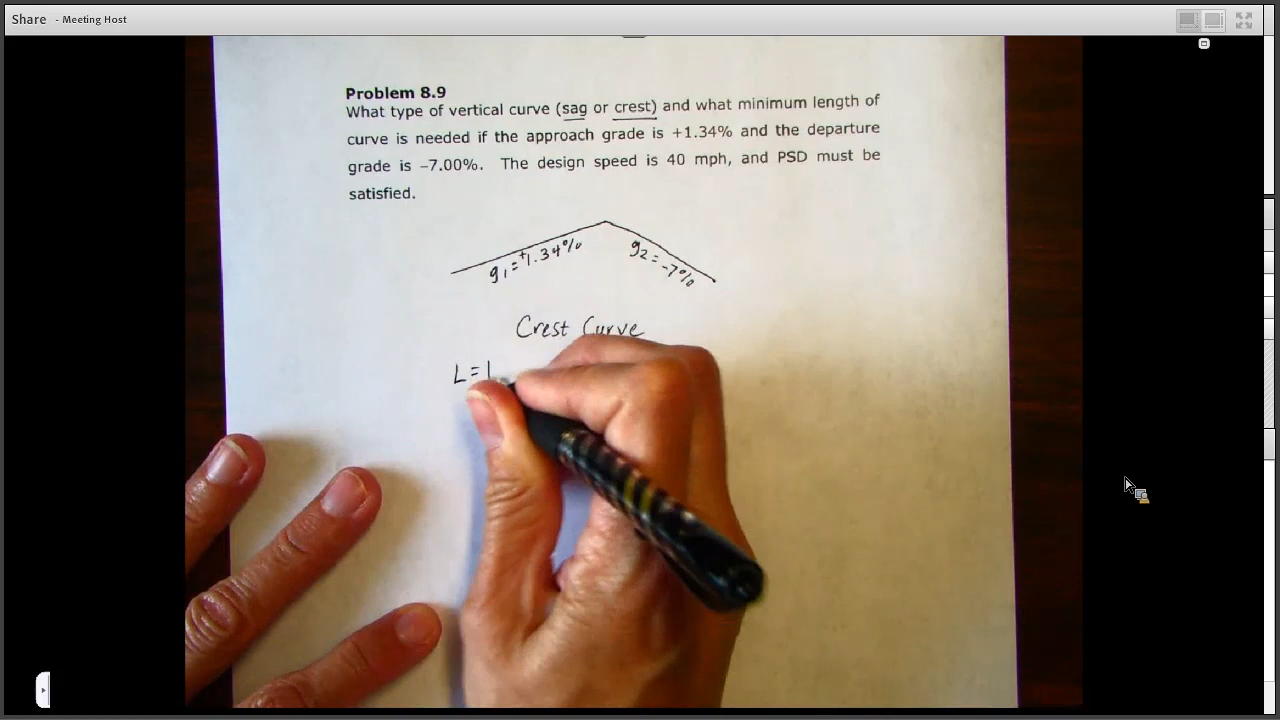 Share - Meeting Host
Problem 8.9
What type of vertical curve (sag or crest) and what minimum length of
curve is needed if the approach grade is +1.34% and the departure
grade is –7.00%. The design speed is 40 mph, and PSD must be
satisfied.
g₁=+1.34%
g₂=-7%
Crest Curve
L=